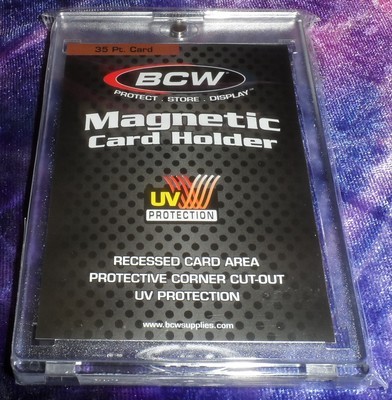 35 Pt. Card
BCW
PROTECT . STORE . DISPLAY™
Magnetic
Card Holder
UV
PROTECTION
RECESSED CARD AREA
PROTECTIVE CORNER CUT-OUT
UV PROTECTION
www.bcwsupplies.com